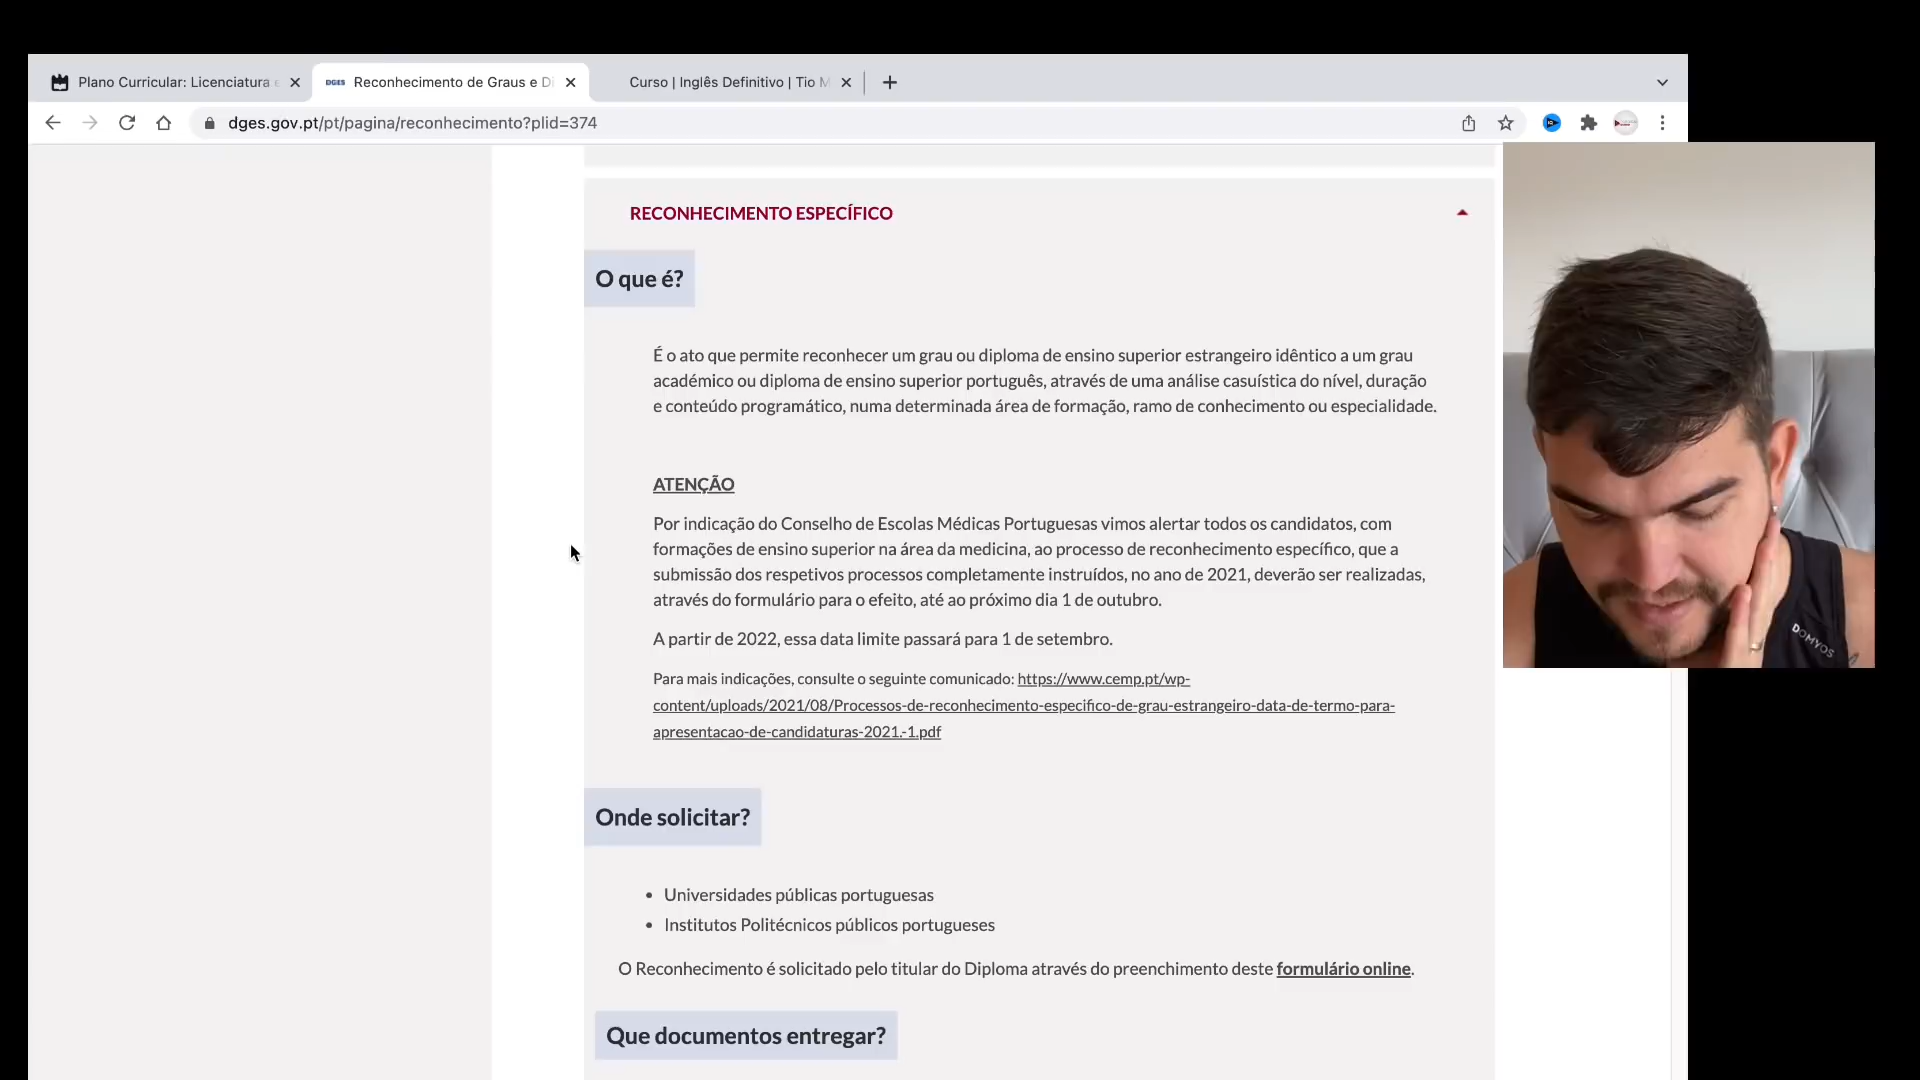 Plano Curricular: Licenciatura e
DGES Reconhecimento de Graus e Di
Curso | Inglês Definitivo | Tio M
dges.gov.pt/pt/pagina/reconhecimento?plid=374
RECONHECIMENTO ESPECÍFICO
O que é?
É o ato que permite reconhecer um grau ou diploma de ensino superior estrangeiro idêntico a um grau
académico ou diploma de ensino superior português, através de uma análise casuística do nível, duração
e conteúdo programático, numa determinada área de formação, ramo de conhecimento ou especialidade.
ATENÇÃO
Por indicação do Conselho de Escolas Médicas Portuguesas vimos alertar todos os candidatos, com
formações de ensino superior na área da medicina, ao processo de reconhecimento específico, que a
submissão dos respetivos processos completamente instruídos, no ano de 2021, deverão ser realizadas,
através do formulário para o efeito, até ao próximo dia 1 de outubro.
A partir de 2022, essa data limite passará para 1 de setembro.
Para mais indicações, consulte o seguinte comunicado: https://www.cemp.pt/wp-
content/uploads/2021/08/Processos-de-reconhecimento-especifico-de-grau-estrangeiro-data-de-termo-para-
apresentacao-de-candidaturas-2021.-1.pdf
DOMYOS
Onde solicitar?
• Universidades públicas portuguesas
• Institutos Politécnicos públicos portugueses
O Reconhecimento é solicitado pelo titular do Diploma através do preenchimento deste formulário online.
Que documentos entregar?